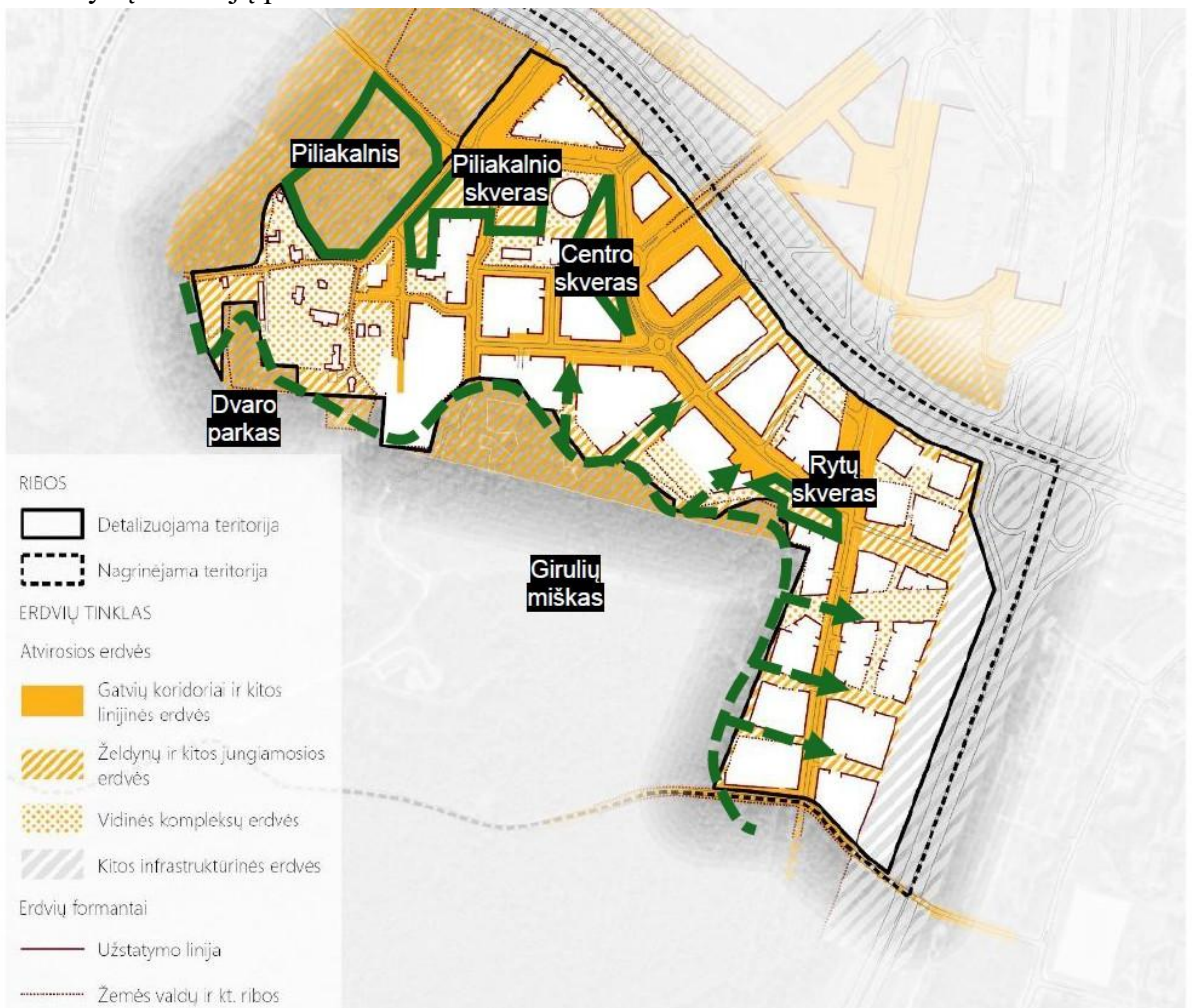 Piliakalnis
Piliakalnio
skveras
Centro
skveras
Dvaro
parkas
Rytų
skveras
Girulių
miškas
RIBOS
Detalizuojama teritorija
Nagrinėjama teritorija
ERDVIŲ TINKLAS
Atvirosios erdvės
Gatvių koridoriai ir kitos
linijinės erdvės
Želdynų ir kitos jungiamosios
erdvės
Vidinės kompleksų erdvės
Kitos infrastruktūrinės erdvės
Erdvių formantai
Užstatymo linija
Žemės valdų ir kt. ribos